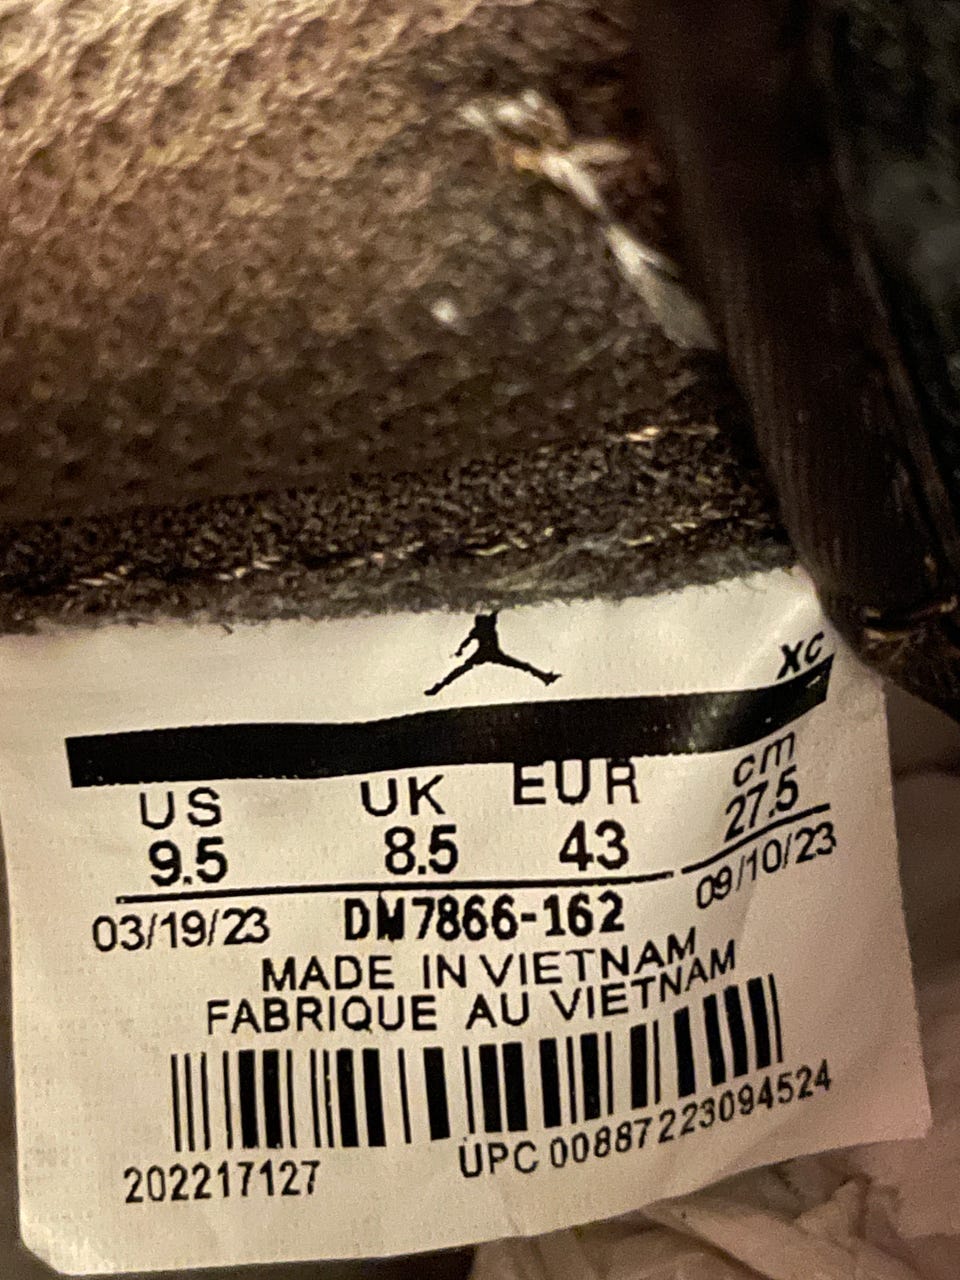 XC
US UK EUR cm
9.5 8.5 43 27.5
03/19/23 DM7866-162 09/10/23
MADE IN VIETNAM
FABRIQUE AU VIETNAM
202217127 UPC 00887223094524